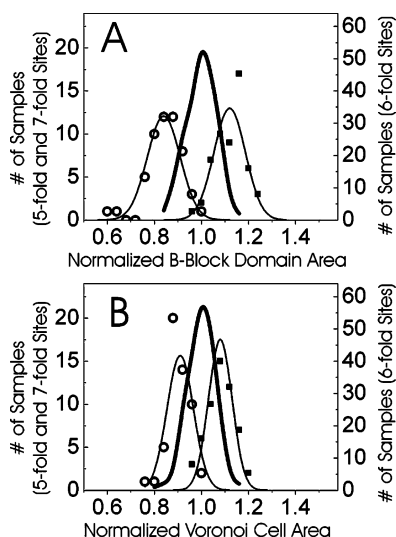 A
# of Samples
(5-fold and 7-fold Sites)
20
15
10
5
0
60
50
40
30
20
10
0
# of Samples (6-fold Sites)
0.6 0.8 1.0 1.2 1.4
Normalized B-Block Domain Area
B
# of Samples
(5-fold and 7-fold Sites)
20
15
10
5
0
60
50
40
30
20
10
0
# of Samples (6-fold Sites)
0.6 0.8 1.0 1.2 1.4
Normalized Voronoi Cell Area